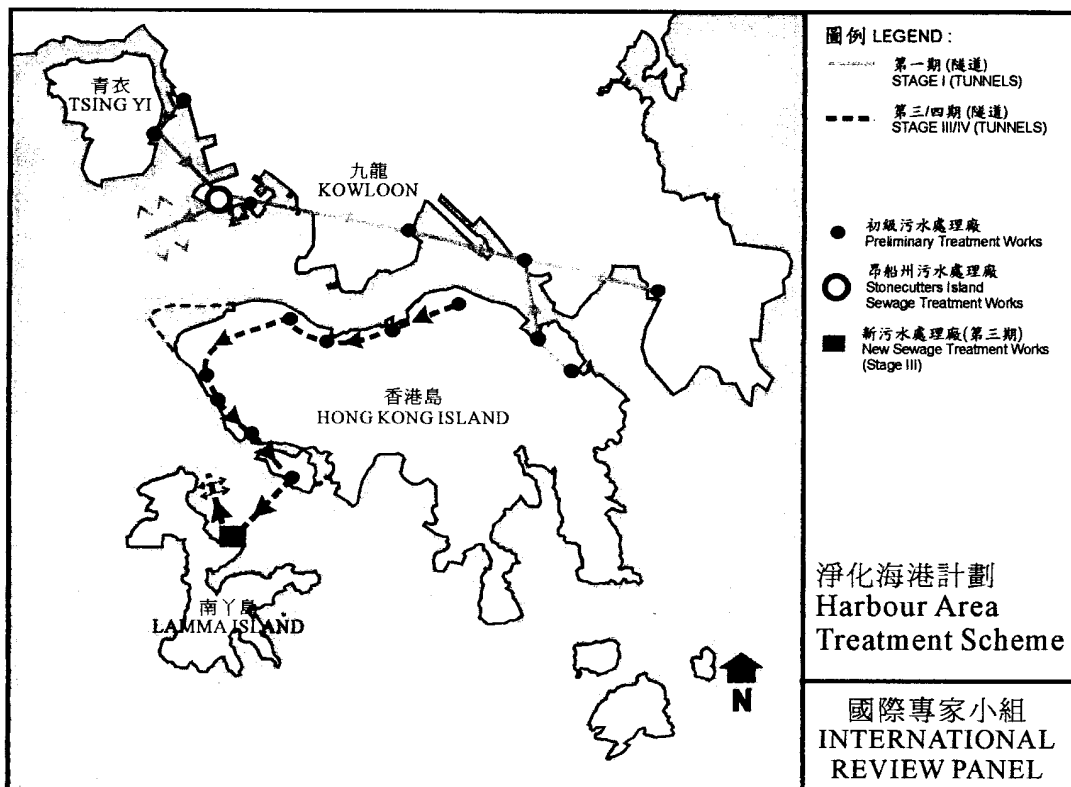 青衣
TSING YI
九龍
KOWLOON
香港島
HONG KONG ISLAND
南丫島
LAMMA ISLAND
N
圖例 LEGEND :
第一期 (隧道)
STAGE I (TUNNELS)
第三/四期 (隧道)
STAGE III/IV (TUNNELS)
初級污水處理廠
Preliminary Treatment Works
昂船州污水處理廠
Stonecutters Island
Sewage Treatment Works
新污水處理廠(第三期)
New Sewage Treatment Works
(Stage III)
淨化海港計劃
Harbour Area
Treatment Scheme
國際專家小組
INTERNATIONAL
REVIEW PANEL